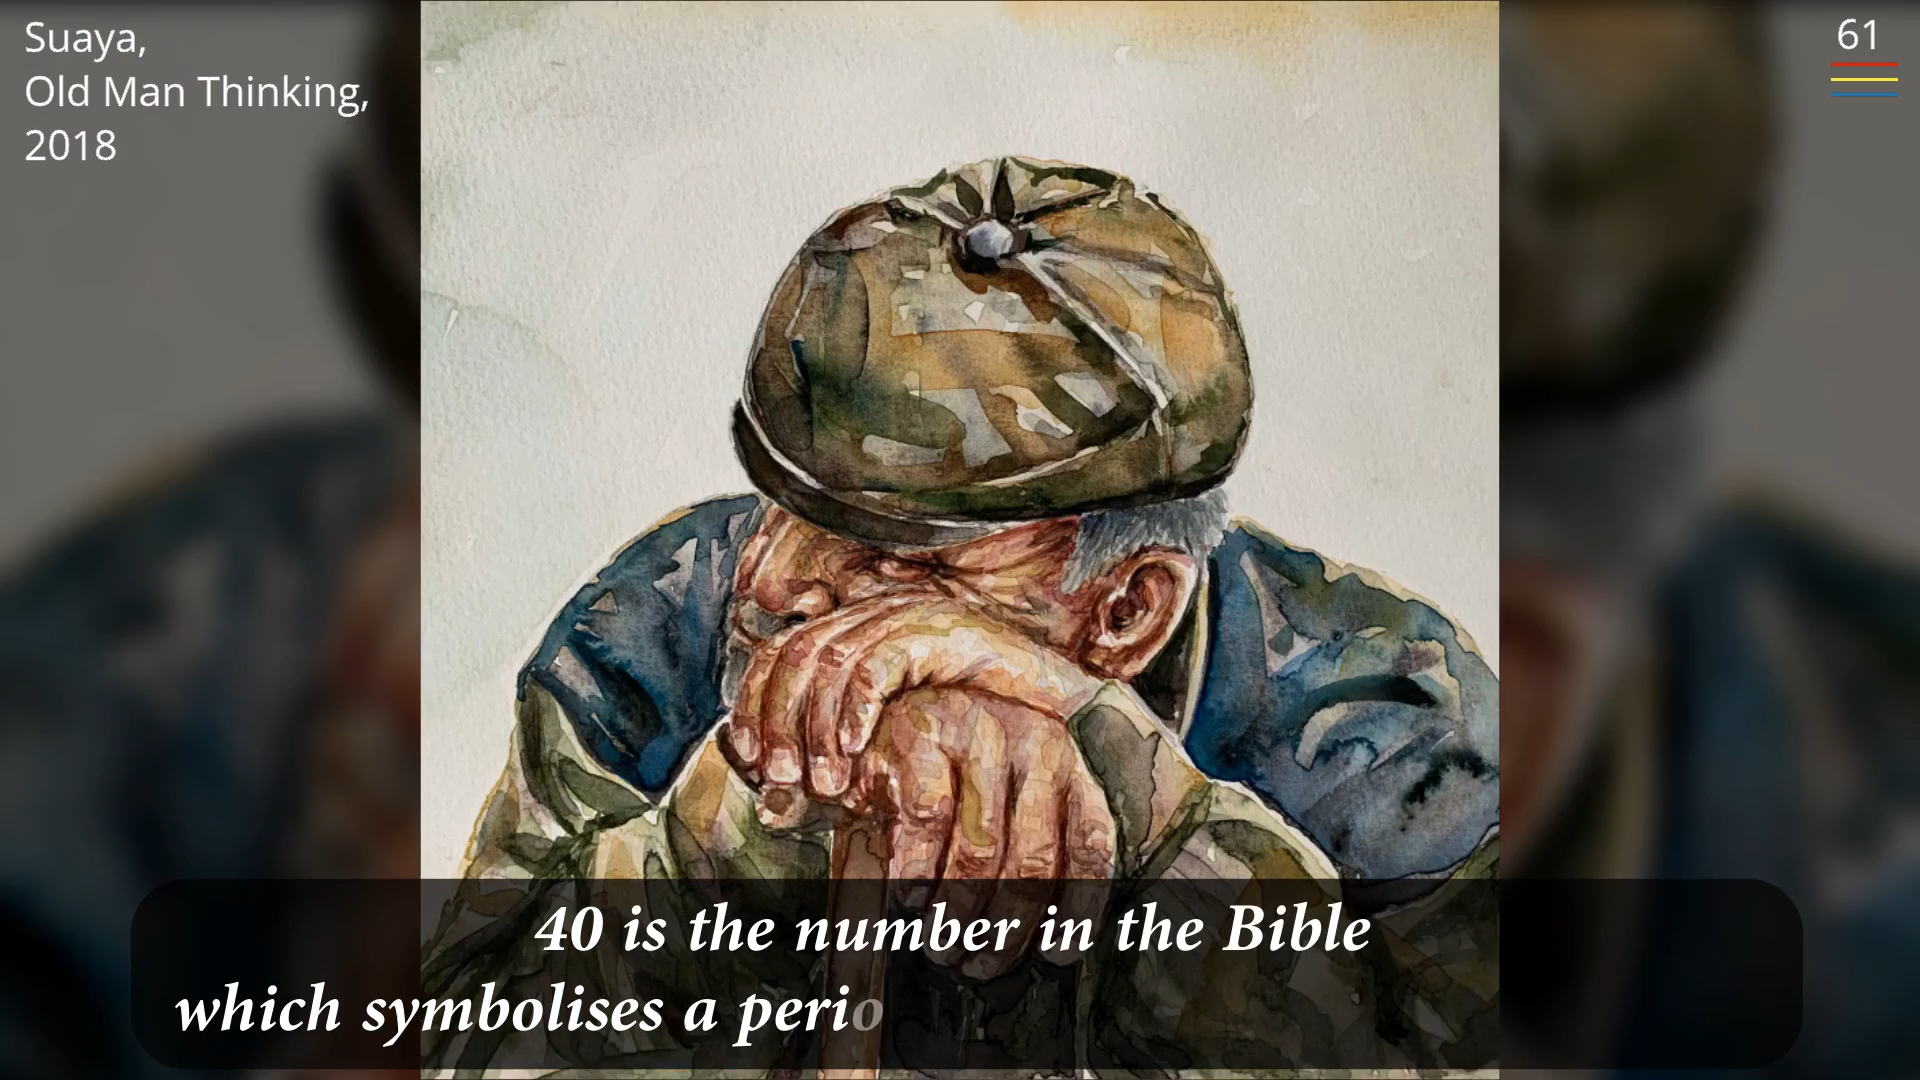 Suaya,
Old Man Thinking,
2018
61
40 is the number in the Bible
which symbolises a perio